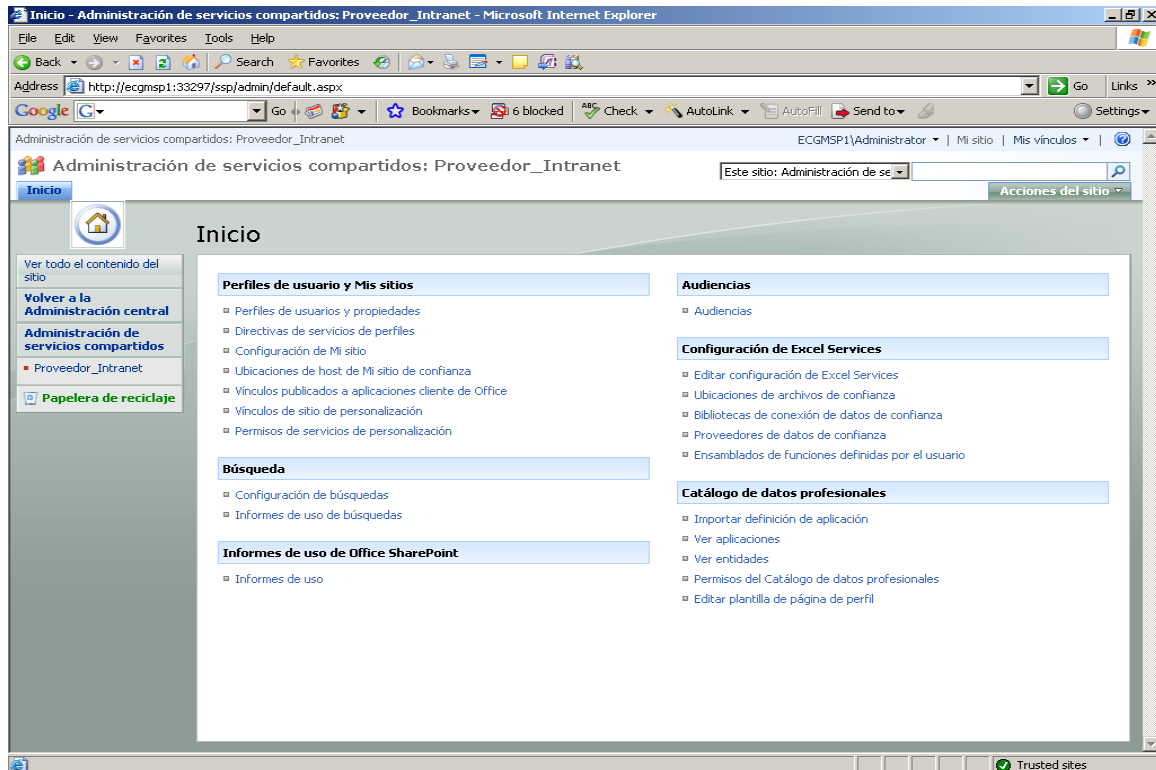 Inicio - Administración de servicios compartidos: Proveedor_Intranet - Microsoft Internet Explorer
File Edit View Favorites Tools Help
Back Search Favorites
Address http://ecgmsp1:33297/ssp/admin/default.aspx Go Links »
Google G Go Bookmarks 6 blocked ABC Check AutoLink AutoFill Send to Settings
Administración de servicios compartidos: Proveedor_Intranet ECGMSP1\Administrator | Mi sitio | Mis vínculos |
Administración de servicios compartidos: Proveedor_Intranet
Este sitio: Administración de se
Inicio
Acciones del sitio
Inicio
Ver todo el contenido del
sitio
Volver a la
Administración central
Administración de
servicios compartidos
Proveedor_Intranet
Papelera de reciclaje
Perfiles de usuario y Mis sitios
Perfiles de usuarios y propiedades
Directivas de servicios de perfiles
Configuración de Mi sitio
Ubicaciones de host de Mi sitio de confianza
Vínculos publicados a aplicaciones cliente de Office
Vínculos de sitio de personalización
Permisos de servicios de personalización
Búsqueda
Configuración de búsquedas
Informes de uso de búsquedas
Informes de uso de Office SharePoint
Informes de uso
Audiencias
Audiencias
Configuración de Excel Services
Editar configuración de Excel Services
Ubicaciones de archivos de confianza
Bibliotecas de conexión de datos de confianza
Proveedores de datos de confianza
Ensamblados de funciones definidas por el usuario
Catálogo de datos profesionales
Importar definición de aplicación
Ver aplicaciones
Ver entidades
Permisos del Catálogo de datos profesionales
Editar plantilla de página de perfil
Trusted sites